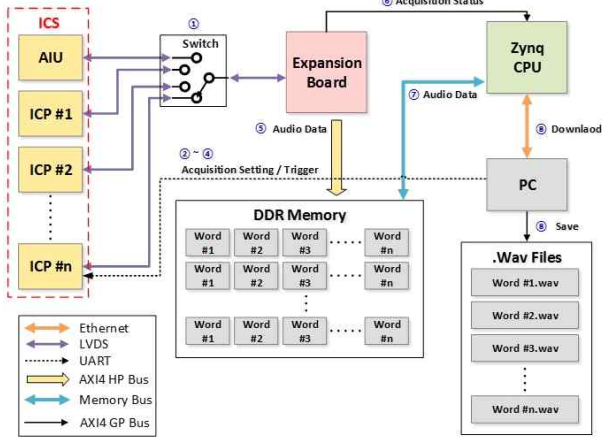 ⑥ Acquisition Status
ICS
①
Switch
AIU
ICP #1
ICP #2
ICP #n
Expansion
Board
Zynq
CPU
⑦ Audio Data
⑤ Audio Data
⑧ Downlaod
② ~ ④
Acquisition Setting / Trigger
PC
⑧ Save
DDR Memory
Word
#1
Word
#2
Word
#3
Word
#n
Word
#1
Word
#2
Word
#3
Word
#n
Word
#1
Word
#2
Word
#3
Word
#n
.Wav Files
Word #1.wav
Word #2.wav
Word #3.wav
Word #n.wav
Ethernet
LVDS
UART
AXI4 HP Bus
Memory Bus
AXI4 GP Bus